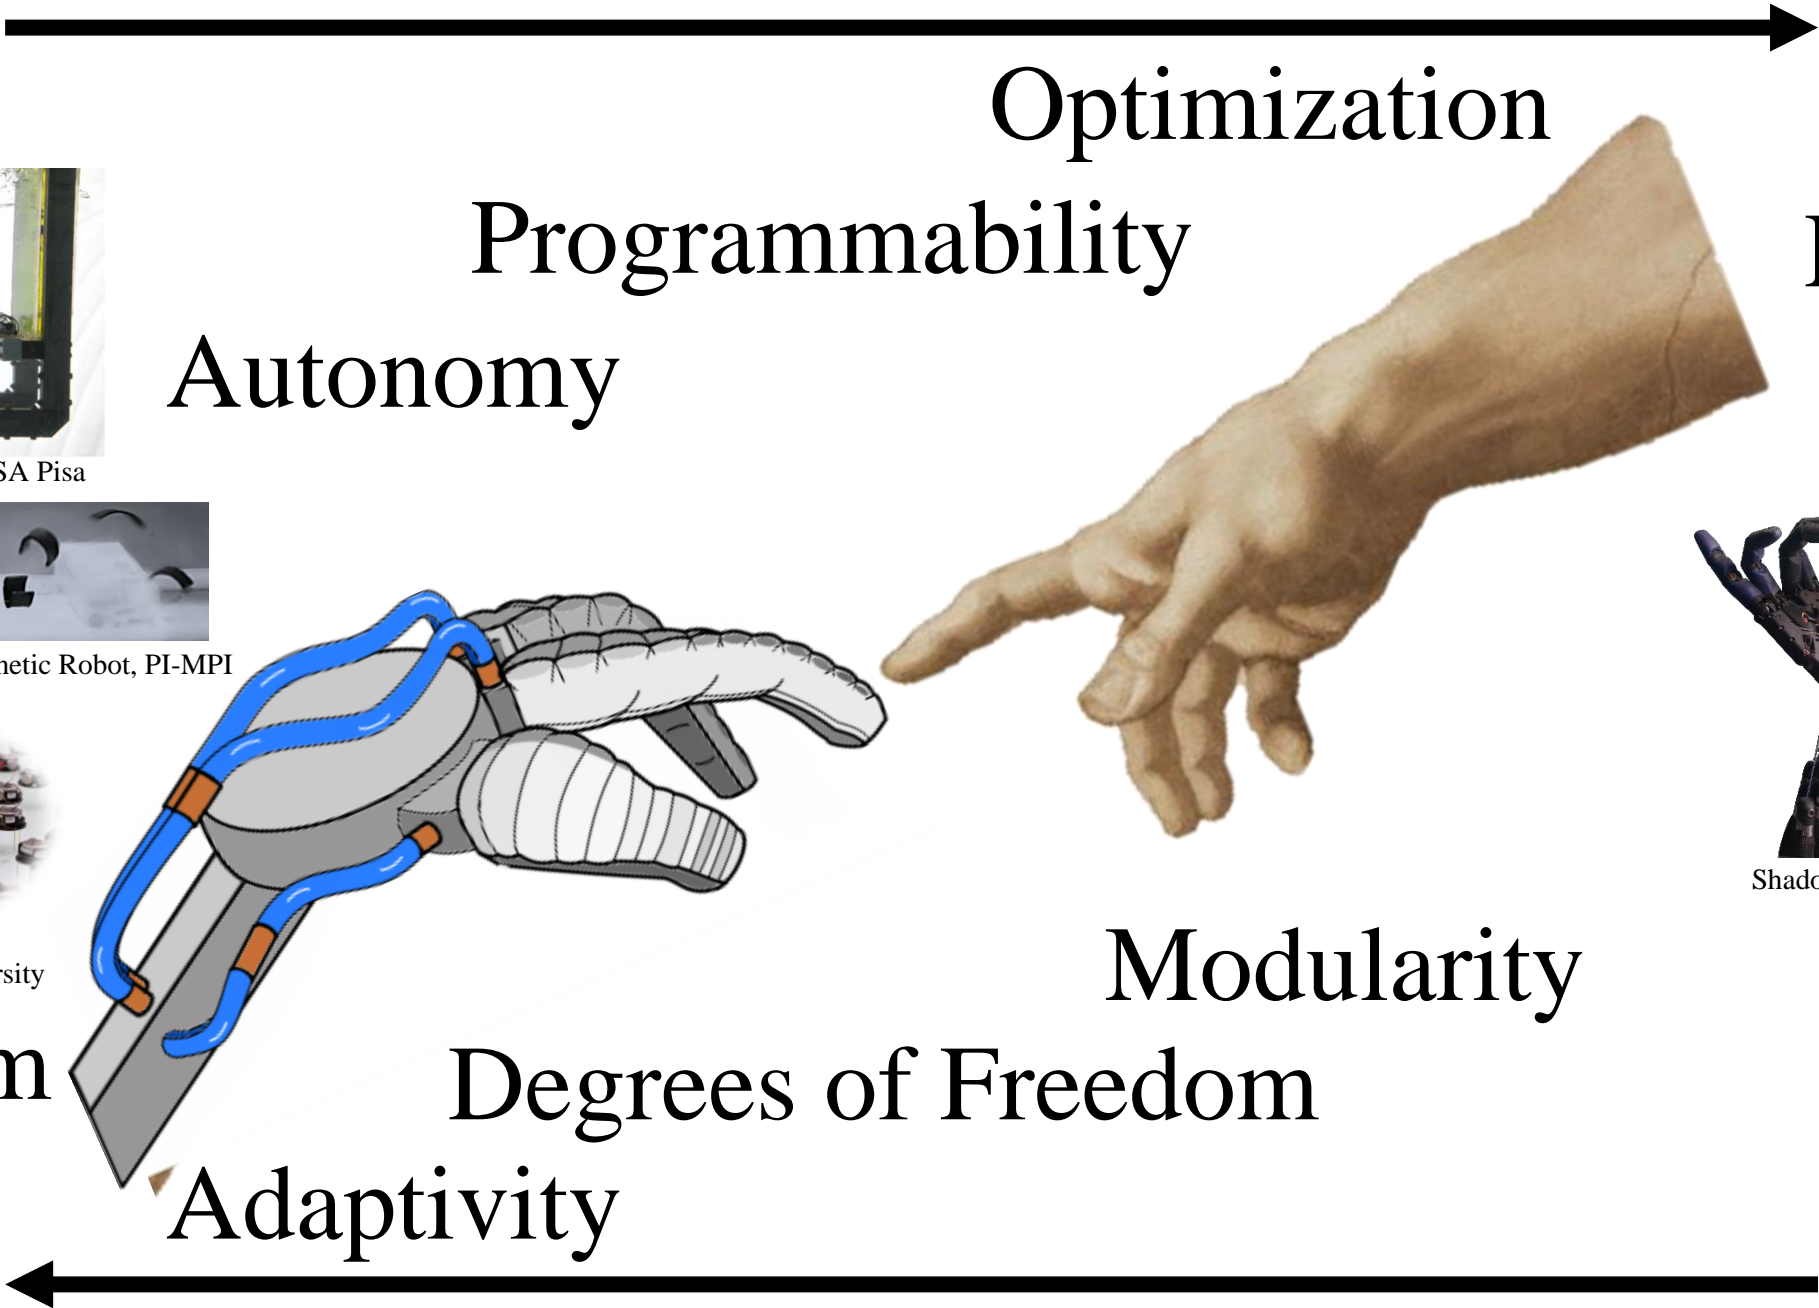 Optimization
Programmability
Autonomy
SA Pisa
netic Robot, PI-MPI
Shado
rsity
Modularity
m
Degrees of Freedom
Adaptivity